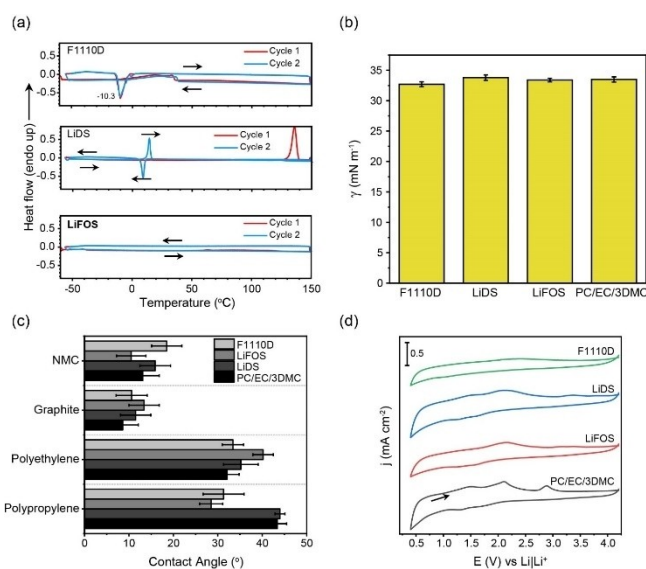 (a)
F1110D
0.5
0.0
-0.5
-10.3
Cycle 1
Cycle 2
LiDS
0.5
0.0
-0.5
Cycle 1
Cycle 2
LiFOS
0.5
0.0
-0.5
Cycle 1
Cycle 2
Heat flow (endo up)
-50
0
50
100
150
Temperature (°C)
(b)
γ (mN m⁻¹)
35
30
25
20
15
10
5
0
F1110D
LiDS
LiFOS
PC/EC/3DMC
(c)
F1110D
LiFOS
LiDS
PC/EC/3DMC
NMC
Graphite
Polyethylene
Polypropylene
0
10
20
30
40
50
Contact Angle (°)
(d)
0.5
j (mA cm⁻²)
F1110D
LiDS
LiFOS
PC/EC/3DMC
0.5
1.0
1.5
2.0
2.5
3.0
3.5
4.0
E (V) vs Li|Li⁺